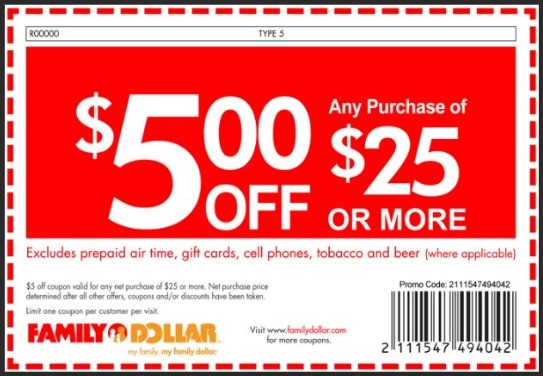 R00000 TYPE 5
$5.00 OFF
Any Purchase of
$25
OR MORE
Excludes prepaid air time, gift cards, cell phones, tobacco and beer (where applicable)
$5 off coupon valid for any net purchase of $25 or more. Net purchase price
determined after all other offers, coupons and/or discounts have been taken.
Limit one coupon per customer per visit.
FAMILY DOLLAR
my family. my family dollar.
Visit www.familydollar.com
for more coupons.
Promo Code: 2111547494042
2 111547 494042